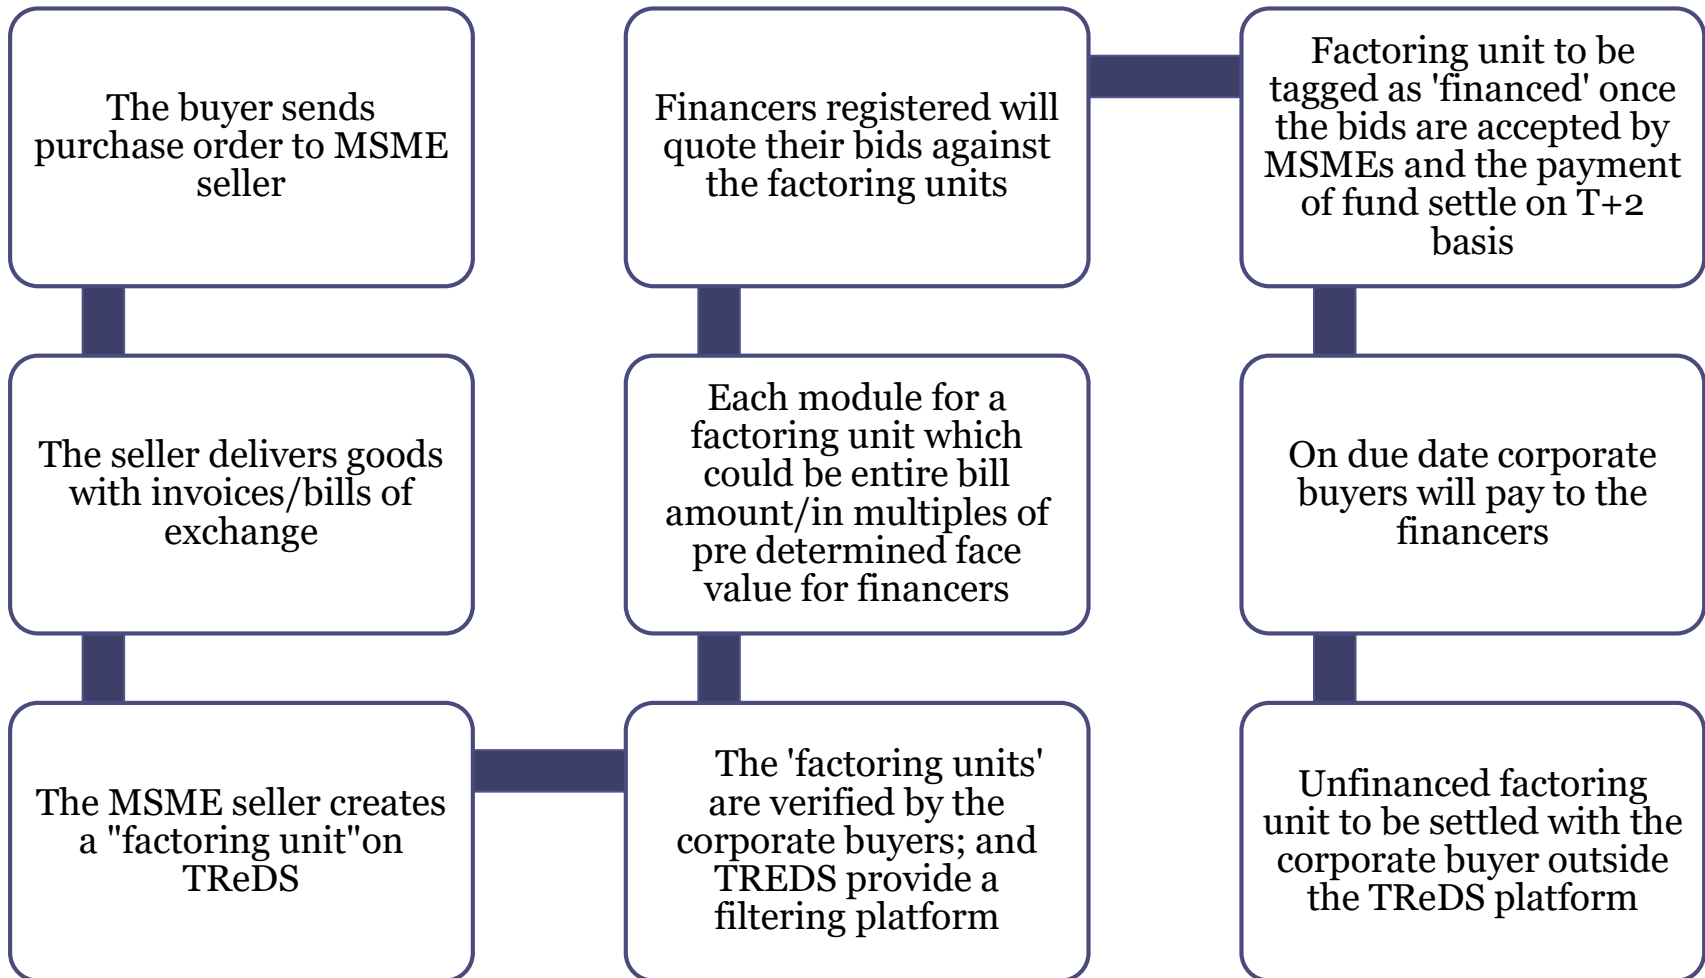 The buyer sends
purchase order to MSME
seller
The seller delivers goods
with invoices/bills of
exchange
The MSME seller creates
a "factoring unit"on
TReDS
The 'factoring units'
are verified by the
corporate buyers; and
TREDS provide a
filtering platform
Each module for a
factoring unit which
could be entire bill
amount/in multiples of
pre determined face
value for financers
Financers registered will
quote their bids against
the factoring units
Factoring unit to be
tagged as 'financed' once
the bids are accepted by
MSMEs and the payment
of fund settle on T+2
basis
On due date corporate
buyers will pay to the
financers
Unfinanced factoring
unit to be settled with the
corporate buyer outside
the TReDS platform